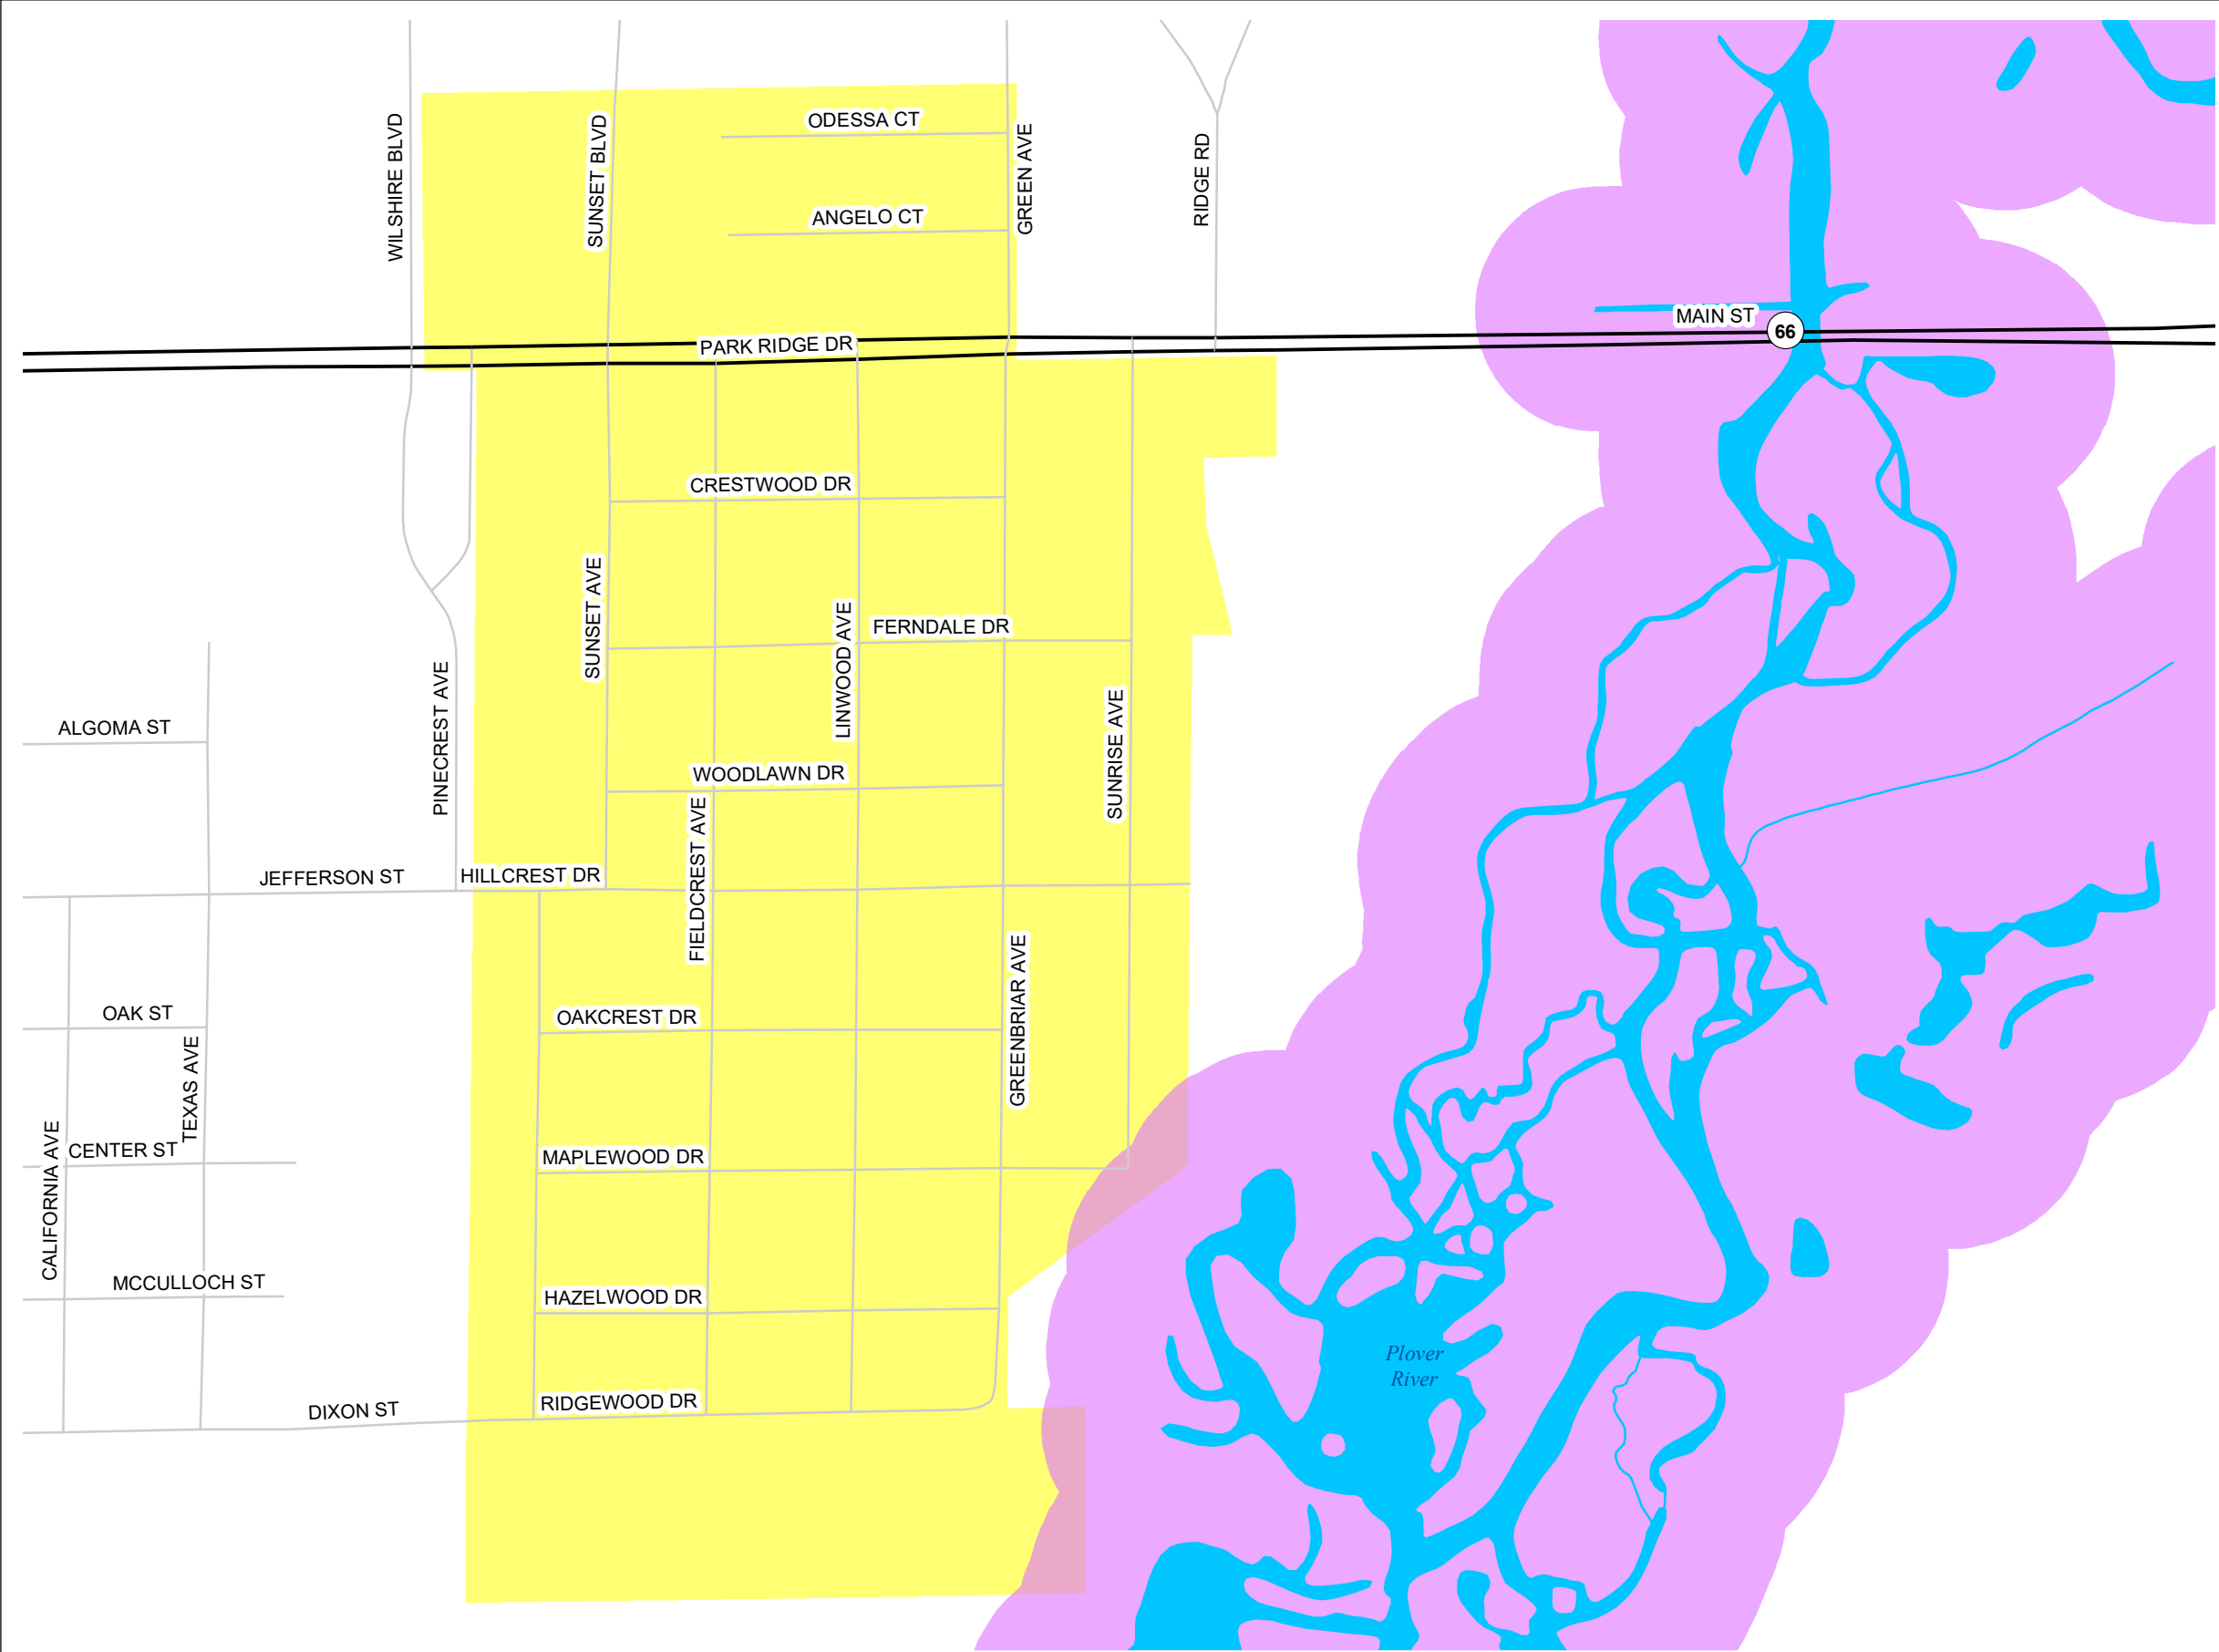 ODESSA CT
WILSHIRE BLVD
SUNSET BLVD
GREEN AVE
RIDGE RD
ANGELO CT
MAIN ST
66
PARK RIDGE DR
CRESTWOOD DR
SUNSET AVE
FERNDALE DR
LINWOOD AVE
PINECREST AVE
SUNRISE AVE
ALGOMA ST
WOODLAWN DR
FIELDCREST AVE
JEFFERSON ST
HILLCREST DR
GREENBRIAR AVE
OAK ST
OAKCREST DR
TEXAS AVE
CALIFORNIA AVE
CENTER ST
MAPLEWOOD DR
MCCULLOCH ST
HAZELWOOD DR
Plover
River
DIXON ST
RIDGEWOOD DR